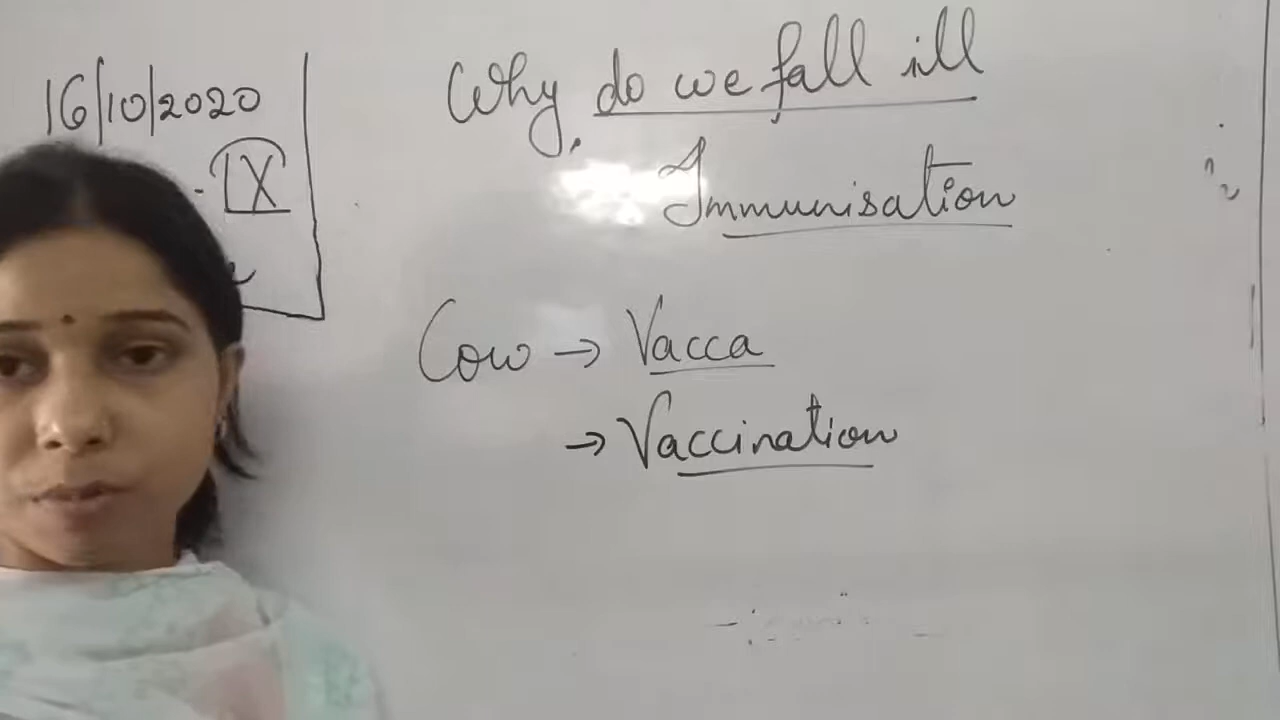 16/10/2020
IX
Why do we fall ill
Immunisation
Cow → Vacca
→ Vaccination